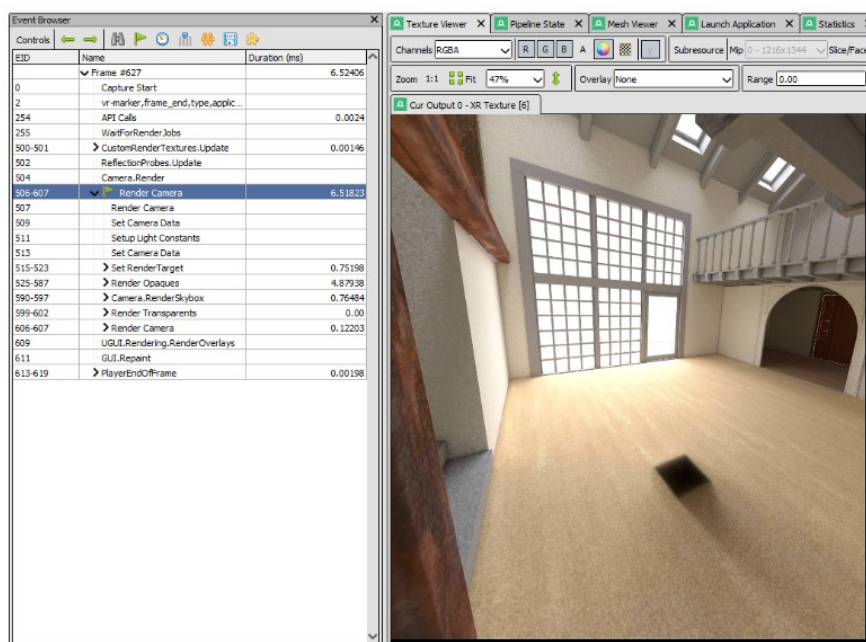 Event Browser
Controls
EID Name Duration (ms)
Frame #627 6.52406
0 Capture Start
2 vr-marker,frame_end,type,applic...
254 API Calls 0.0024
255 WaitForRenderJobs
500-501 CustomRenderTextures.Update 0.00146
502 ReflectionProbes.Update
504 Camera.Render
506-607 Render Camera 6.51823
507 Render Camera
509 Set Camera Data
511 Setup Light Constants
513 Set Camera Data
515-523 Set RenderTarget 0.75198
525-587 Render Opaques 4.87938
590-597 Camera.RenderSkybox 0.76484
599-602 Render Transparents 0.00
606-607 Render Camera 0.12203
609 UGUI.Rendering.RenderOverlays
611 GUI.Repaint
613-619 PlayerEndOfFrame 0.00198
Texture Viewer X Pipeline State X Mesh Viewer X Launch Application X Statistics X
Channels RGBA R G B A γ Subresource Mip 0 - 1216x1344 Slice/Face
Zoom 1:1 Fit 47% Overlay None Range 0.00
Cur Output 0 - XR Texture [6]